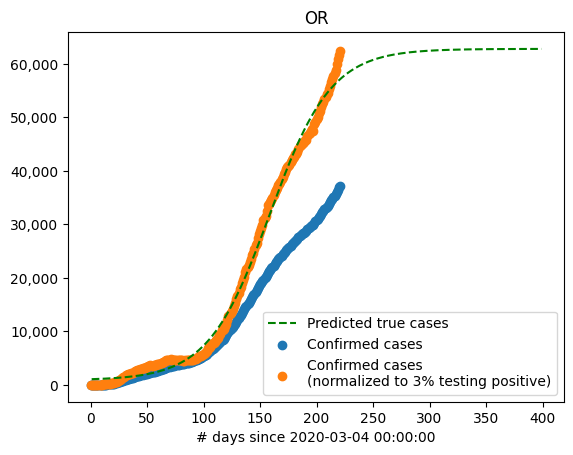 OR
60,000
50,000
40,000
30,000
20,000
10,000
0
0 50 100 150 200 250 300 350 400
# days since 2020-03-04 00:00:00
Predicted true cases
Confirmed cases
Confirmed cases
(normalized to 3% testing positive)